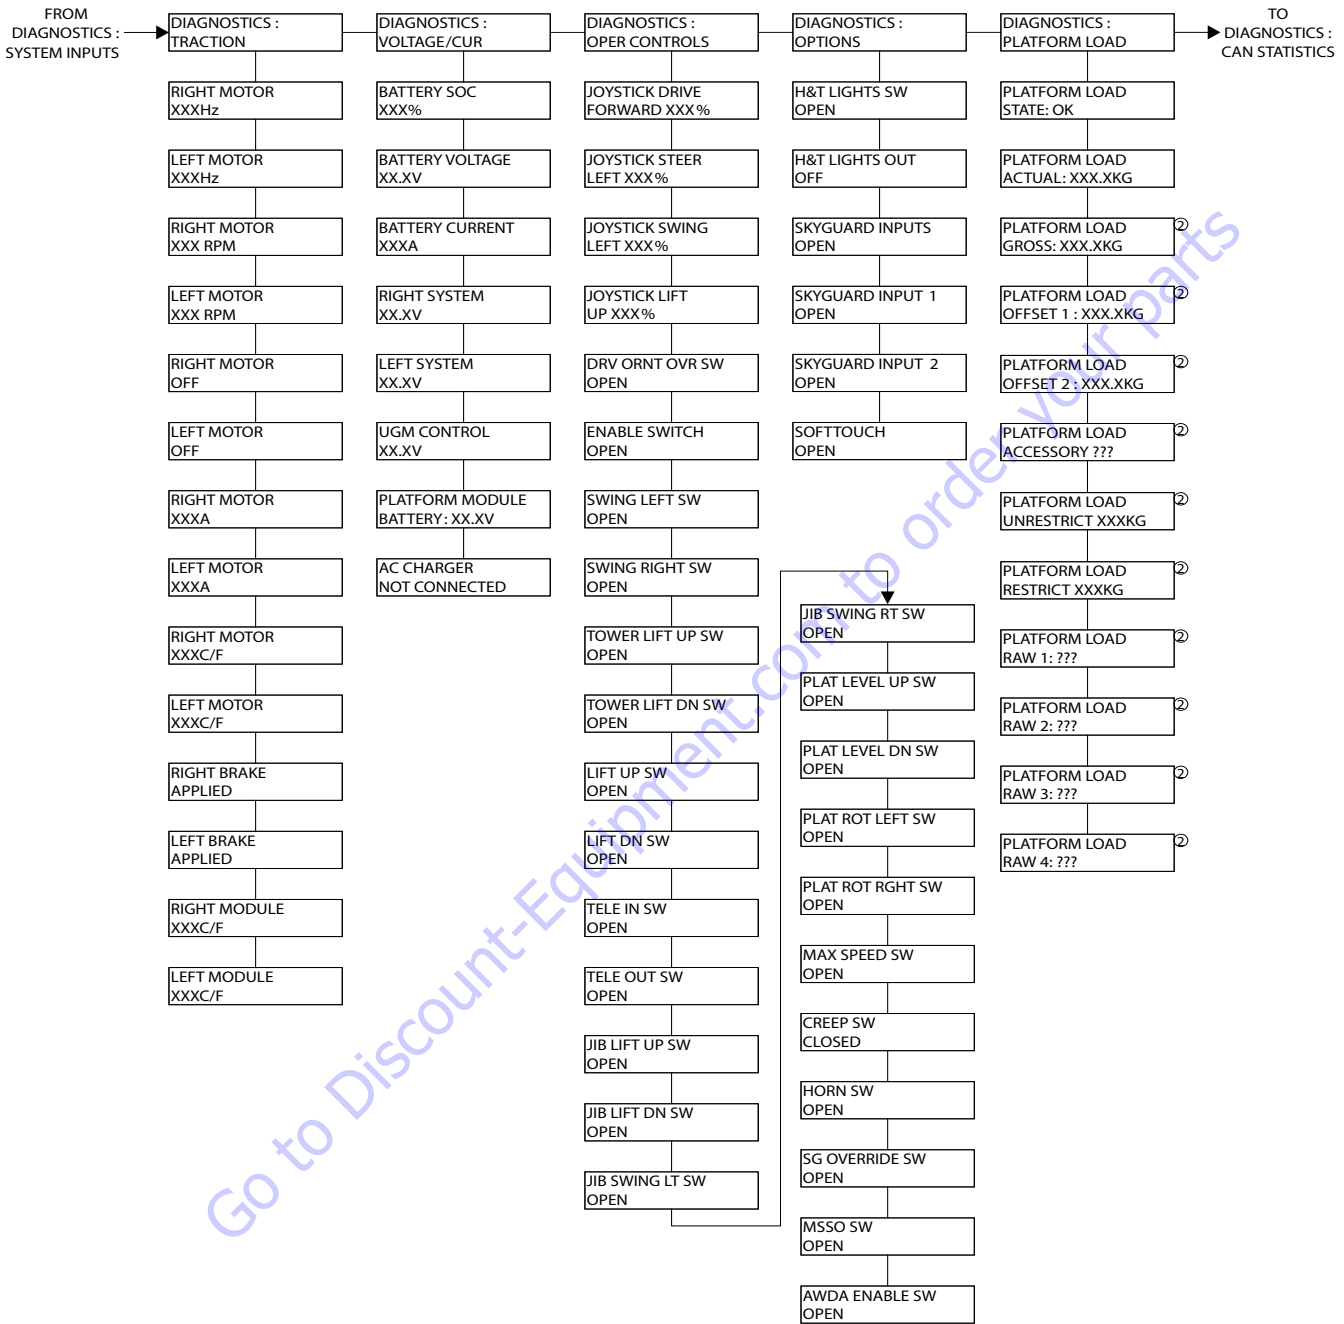 FROM
DIAGNOSTICS :
SYSTEM INPUTS
DIAGNOSTICS :
TRACTION
RIGHT MOTOR
XXXHz
LEFT MOTOR
XXXHz
RIGHT MOTOR
XXX RPM
LEFT MOTOR
XXX RPM
RIGHT MOTOR
OFF
LEFT MOTOR
OFF
RIGHT MOTOR
XXXA
LEFT MOTOR
XXXA
RIGHT MOTOR
XXXC/F
LEFT MOTOR
XXXC/F
RIGHT BRAKE
APPLIED
LEFT BRAKE
APPLIED
RIGHT MODULE
XXXC/F
LEFT MODULE
XXXC/F
DIAGNOSTICS :
VOLTAGE/CUR
BATTERY SOC
XXX%
BATTERY VOLTAGE
XX.XV
BATTERY CURRENT
XXXA
RIGHT SYSTEM
XX.XV
LEFT SYSTEM
XX.XV
UGM CONTROL
XX.XV
PLATFORM MODULE
BATTERY: XX.XV
AC CHARGER
NOT CONNECTED
DIAGNOSTICS :
OPER CONTROLS
JOYSTICK DRIVE
FORWARD XXX%
JOYSTICK STEER
LEFT XXX%
JOYSTICK SWING
LEFT XXX%
JOYSTICK LIFT
UP XXX%
DRV ORNT OVR SW
OPEN
ENABLE SWITCH
OPEN
SWING LEFT SW
OPEN
SWING RIGHT SW
OPEN
TOWER LIFT UP SW
OPEN
TOWER LIFT DN SW
OPEN
LIFT UP SW
OPEN
LIFT DN SW
OPEN
TELE IN SW
OPEN
TELE OUT SW
OPEN
JIB LIFT UP SW
OPEN
JIB LIFT DN SW
OPEN
JIB SWING LT SW
OPEN
JIB SWING RT SW
OPEN
PLAT LEVEL UP SW
OPEN
PLAT LEVEL DN SW
OPEN
PLAT ROT LEFT SW
OPEN
PLAT ROT RGHT SW
OPEN
MAX SPEED SW
OPEN
CREEP SW
CLOSED
HORN SW
OPEN
SG OVERRIDE SW
OPEN
MSSO SW
OPEN
AWDA ENABLE SW
OPEN
DIAGNOSTICS :
OPTIONS
H&T LIGHTS SW
OPEN
H&T LIGHTS OUT
OFF
SKYGUARD INPUTS
OPEN
SKYGUARD INPUT 1
OPEN
SKYGUARD INPUT 2
OPEN
SOFTTOUCH
OPEN
DIAGNOSTICS :
PLATFORM LOAD
PLATFORM LOAD
STATE: OK
PLATFORM LOAD
ACTUAL: XXX.XKG
PLATFORM LOAD ②
GROSS: XXX.XKG
PLATFORM LOAD ②
OFFSET 1 : XXX.XKG
PLATFORM LOAD ②
OFFSET 2 : XXX.XKG
PLATFORM LOAD ②
ACCESSORY ???
PLATFORM LOAD ②
UNRESTRICT XXXKG
PLATFORM LOAD ②
RESTRICT XXXKG
PLATFORM LOAD ②
RAW 1: ???
PLATFORM LOAD ②
RAW 2: ???
PLATFORM LOAD ②
RAW 3: ???
PLATFORM LOAD ②
RAW 4: ???
TO
DIAGNOSTICS :
CAN STATISTICS
Go to Discount-Equipment.com to order your parts